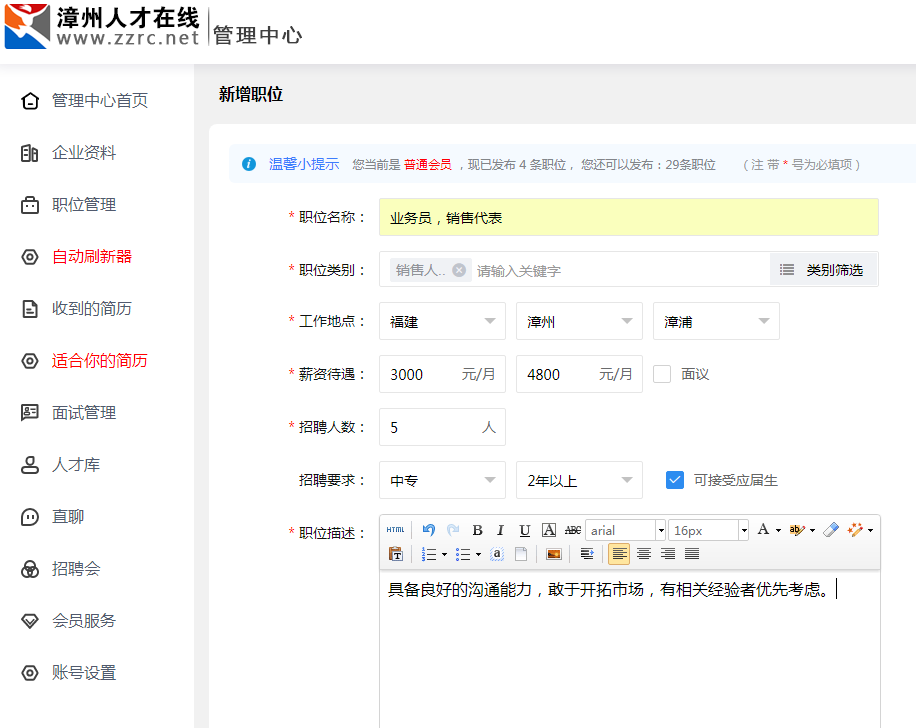 漳州人才在线
www.zzrc.net
管理中心
管理中心首页
企业资料
职位管理
自动刷新器
收到的简历
适合你的简历
面试管理
人才库
直聊
招聘会
会员服务
账号设置
新增职位
温馨小提示 您当前是 普通会员 ，现已发布 4 条职位， 您还可以发布：29条职位 （ 注 带 * 号为必填项 ）
* 职位名称： 业务员，销售代表
* 职位类别： 销售人.. 请输入关键字 类别筛选
* 工作地点： 福建 漳州 漳浦
* 薪资待遇： 3000 元/月 4800 元/月 面议
* 招聘人数： 5 人
招聘要求： 中专 2年以上 可接受应届生
* 职位描述： HTML B I U A ABC arial 16px A ab
T a
具备良好的沟通能力，敢于开拓市场，有相关经验者优先考虑。